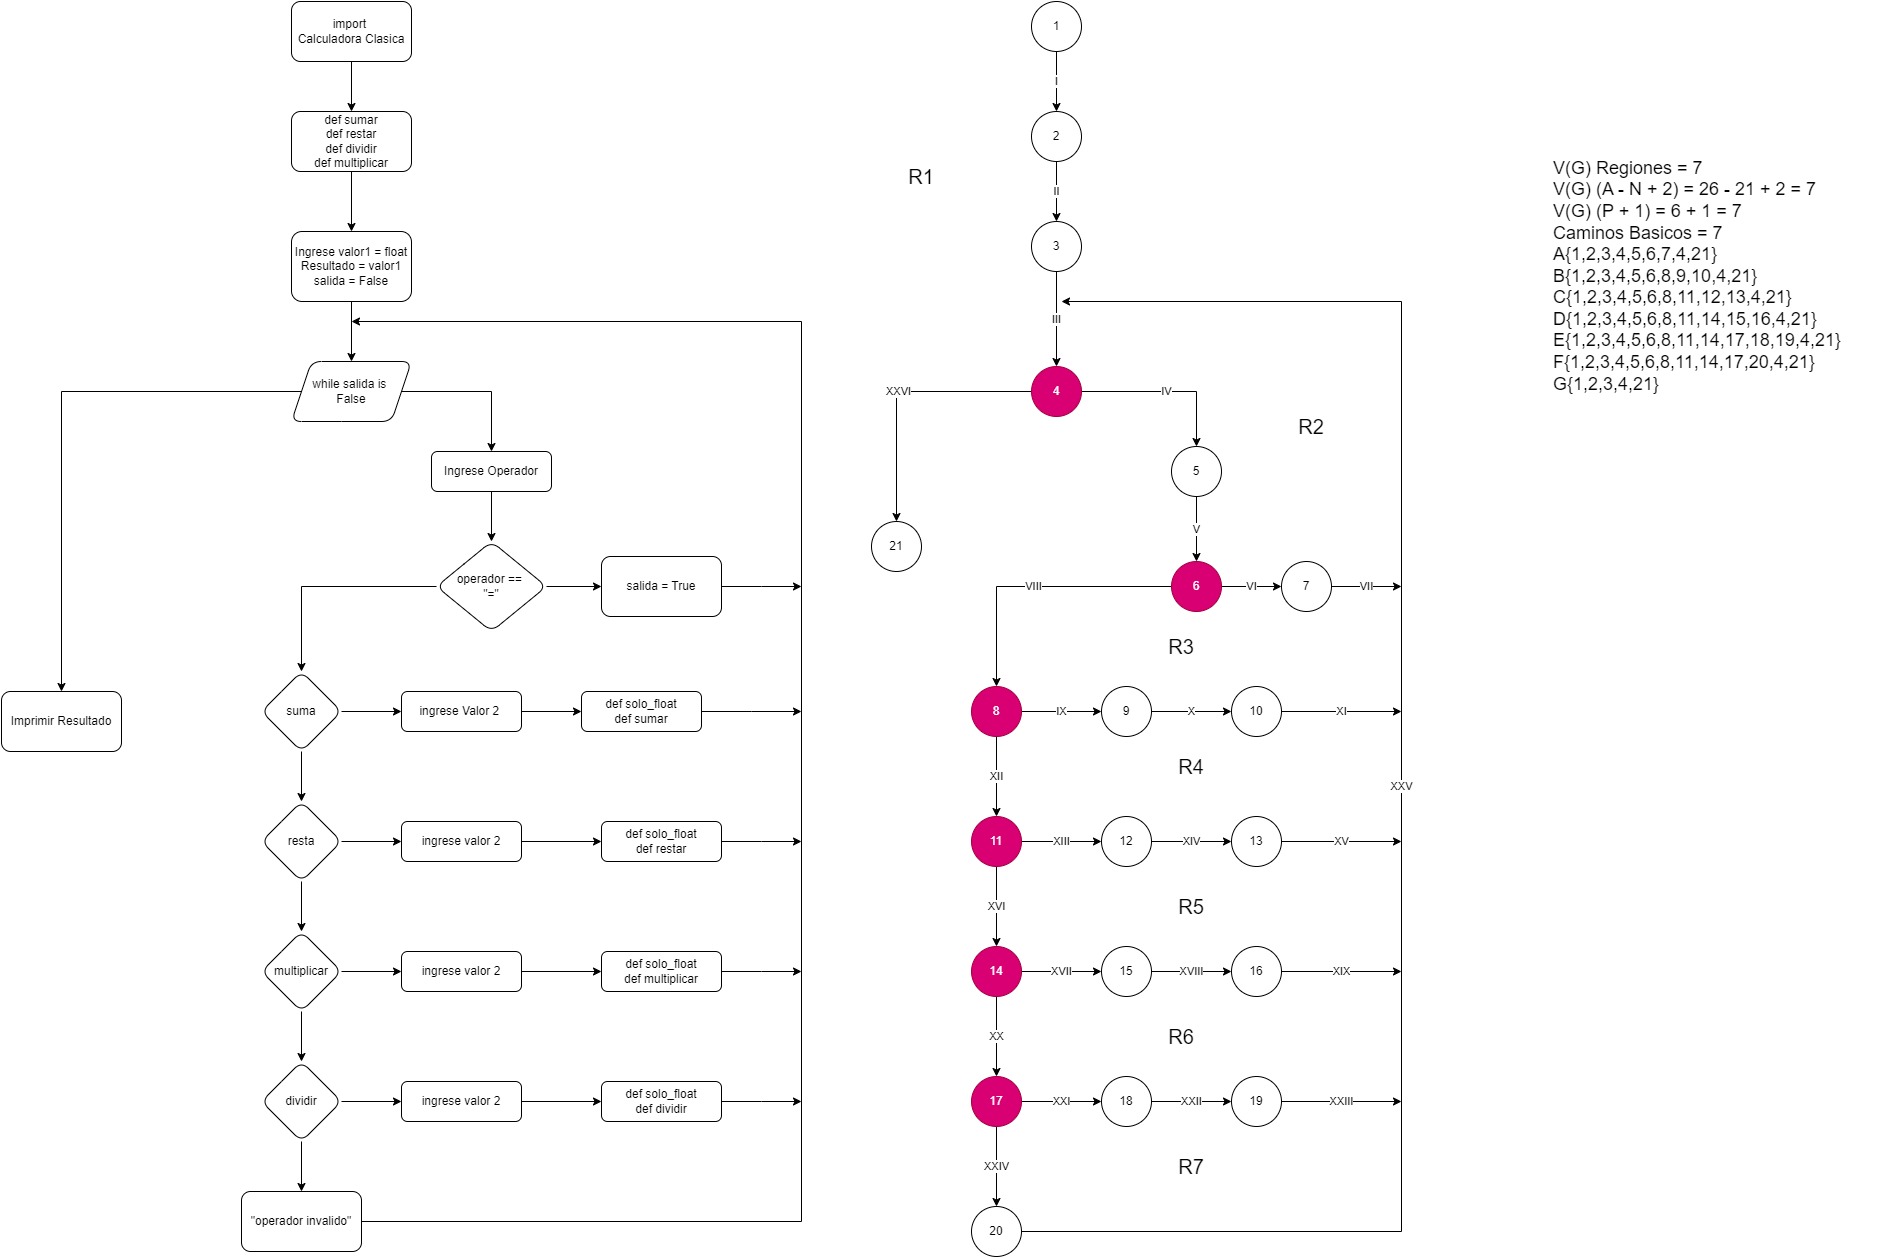 import
Calculadora Clasica
def sumar
def restar
def dividir
def multiplicar
Ingrese valor1 = float
Resultado = valor1
salida = False
while salida is
False
Ingrese Operador
operador ==
"="
salida = True
Imprimir Resultado
suma
ingrese Valor 2
def solo_float
def sumar
resta
ingrese valor 2
def solo_float
def restar
multiplicar
ingrese valor 2
def solo_float
def multiplicar
dividir
ingrese valor 2
def solo_float
def dividir
"operador invalido"
1
I
2
R1
II
3
III
XXVI
4
IV
R2
5
V
21
VIII
6
VI
7
VII
R3
8
IX
9
X
10
XI
R4
XII
XXV
11
XIII
12
XIV
13
XV
XVI
R5
14
XVII
15
XVIII
16
XIX
XX
R6
17
XXI
18
XXII
19
XXIII
XXIV
R7
20
V(G) Regiones = 7
V(G) (A - N + 2) = 26 - 21 + 2 = 7
V(G) (P + 1) = 6 + 1 = 7
Caminos Basicos = 7
A{1,2,3,4,5,6,7,4,21}
B{1,2,3,4,5,6,8,9,10,4,21}
C{1,2,3,4,5,6,8,11,12,13,4,21}
D{1,2,3,4,5,6,8,11,14,15,16,4,21}
E{1,2,3,4,5,6,8,11,14,17,18,19,4,21}
F{1,2,3,4,5,6,8,11,14,17,20,4,21}
G{1,2,3,4,21}